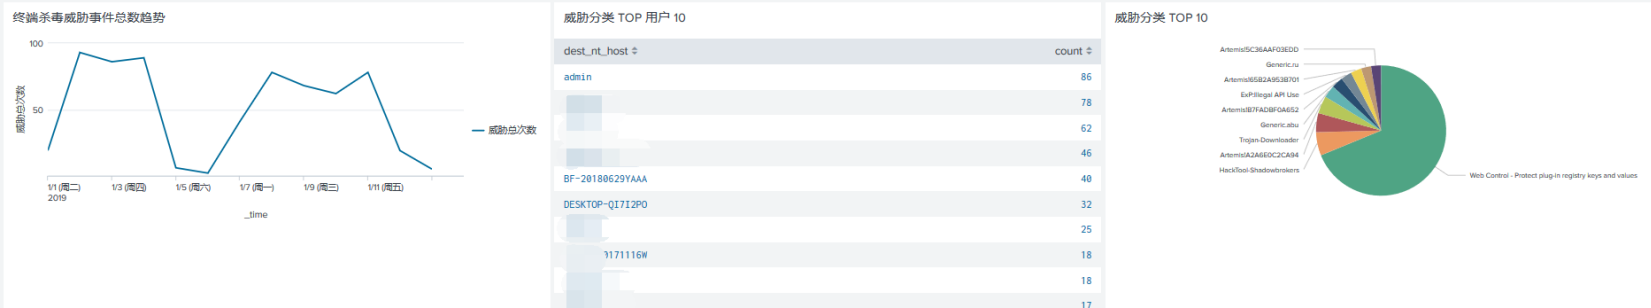 终端杀毒威胁事件总数趋势
100
50
威胁总次数
1/1 (周二)
2019
1/3 (周四)
1/5 (周六)
1/7 (周一)
1/9 (周三)
1/11 (周五)
_time
威胁总次数
威胁分类 TOP 用户 10
dest_nt_host count
admin 86
78
62
46
BF-20180629YAAA 40
DESKTOP-QI7I2PO 32
25
0171116W 18
18
17
威胁分类 TOP 10
Artemis!5C36AAF03EDD
Generic.ru
Artemis!65B2A953B701
ExP:Illegal API Use
Artemis!B7FADBF0A652
Generic.abu
Trojan-Downloader
Artemis!A2A6E0C2CA94
HackTool-Shadowbrokers
Web Control - Protect plug-in registry keys and values